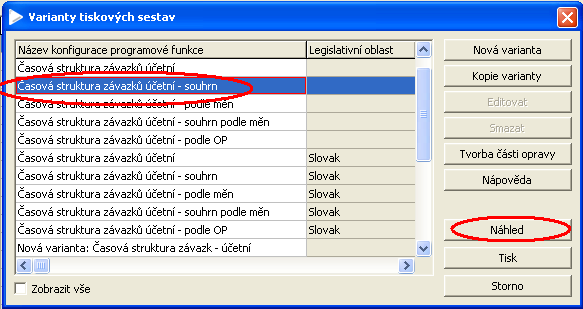 Varianty tiskových sestav
Název konfigurace programové funkce Legislativní oblast
Časová struktura závazků účetní
Časová struktura závazků účetní - souhrn
Časová struktura závazků účetní - podle měn
Časová struktura závazků účetní - souhrn podle měn
Časová struktura závazků účetní - podle OP
Časová struktura závazků účetní Slovak
Časová struktura závazků účetní - souhrn Slovak
Časová struktura závazků účetní - podle měn Slovak
Časová struktura závazků účetní - souhrn podle měn Slovak
Časová struktura závazků účetní - podle OP Slovak
Nová varianta: Časová struktura závazk - účetní
Zobrazit vše
Nová varianta
Kopie varianty
Editovat
Smazat
Tvorba části opravy
Nápověda
Náhled
Tisk
Storno